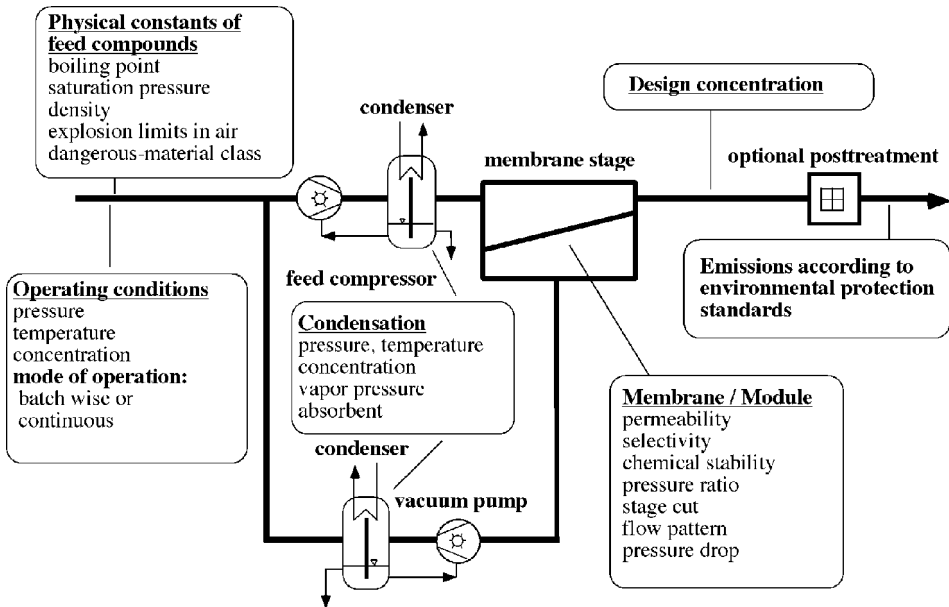 Physical constants of
feed compounds
boiling point
saturation pressure
density
explosion limits in air
dangerous-material class
condenser
membrane stage
Design concentration
optional posttreatment
feed compressor
Operating conditions
pressure
temperature
concentration
mode of operation:
batch wise or
continuous
Condensation
pressure, temperature
concentration
vapor pressure
absorbent
Emissions according to
environmental protection
standards
Membrane / Module
permeability
selectivity
chemical stability
pressure ratio
stage cut
flow pattern
pressure drop
condenser
vacuum pump